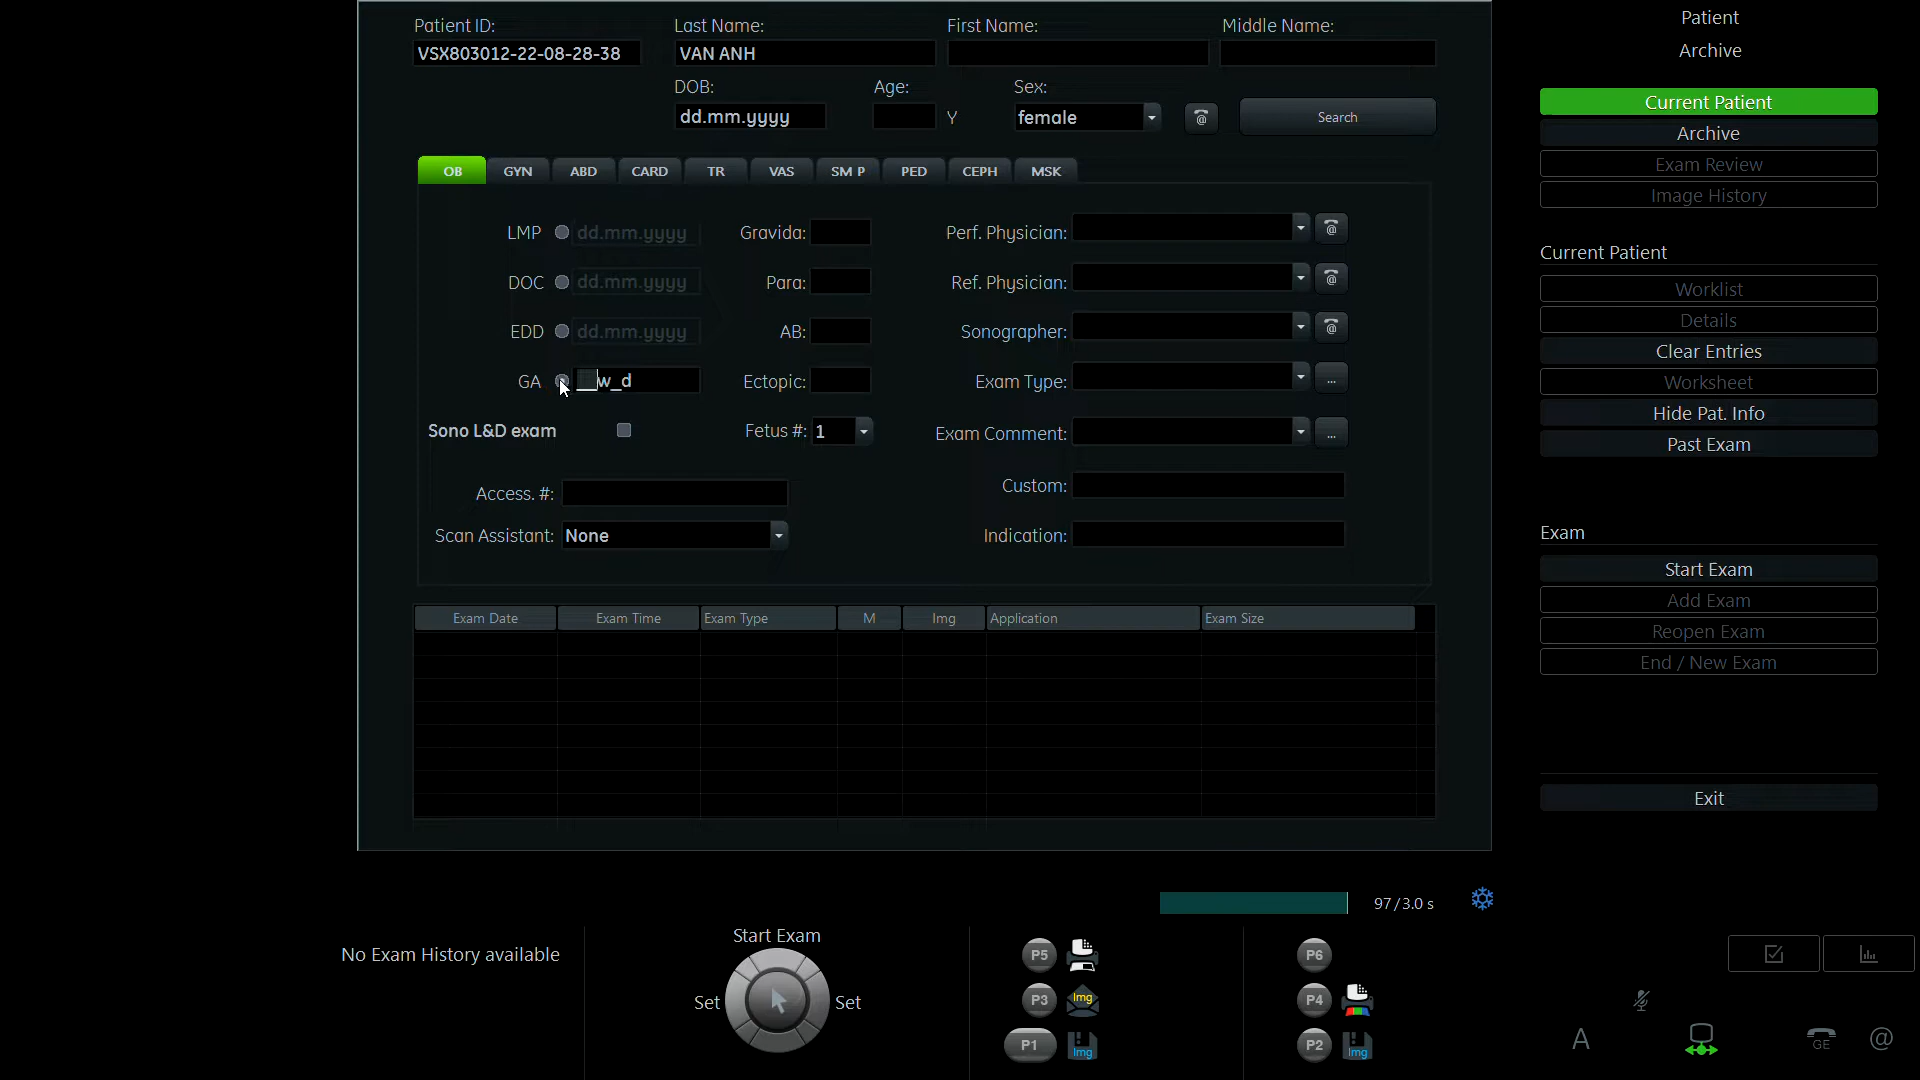 Patient ID: Last Name: First Name: Middle Name:
VSX803012-22-08-28-38 VAN ANH
DOB: Age: Sex:
dd.mm.yyyy Y female @ Search
OB GYN ABD CARD TR VAS SM P PED CEPH MSK
LMP dd.mm.yyyy Gravida: Perf. Physician: @
DOC dd.mm.yyyy Para: Ref. Physician: @
EDD dd.mm.yyyy AB: Sonographer: @
GA __w_d Ectopic: Exam Type: ...
Sono L&D exam Fetus #: 1 Exam Comment: ...
Access. #: Custom:
Scan Assistant: None Indication:
Exam Date Exam Time Exam Type M Img Application Exam Size
Patient
Archive
Current Patient
Archive
Exam Review
Image History
Current Patient
Worklist
Details
Clear Entries
Worksheet
Hide Pat. Info
Past Exam
Exam
Start Exam
Add Exam
Reopen Exam
End / New Exam
Exit
97/3.0 s
No Exam History available
Start Exam
Set Set
P5
P3 Img
P1 Img
P6
P4
P2 Img
A GE @